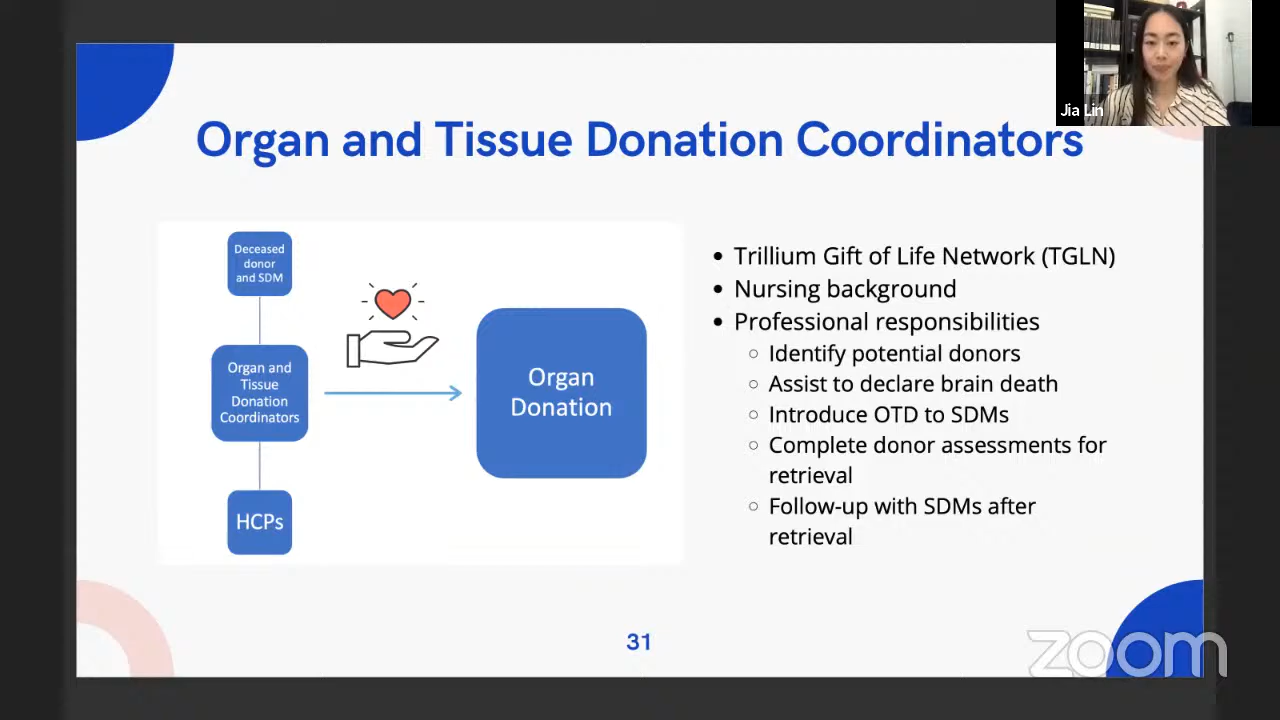 Jia Lin
Organ and Tissue Donation Coordinators
Deceased
donor
and SDM
Organ and
Tissue
Donation
Coordinators
HCPs
Organ
Donation
• Trillium Gift of Life Network (TGLN)
• Nursing background
• Professional responsibilities
○ Identify potential donors
○ Assist to declare brain death
○ Introduce OTD to SDMs
○ Complete donor assessments for
retrieval
○ Follow-up with SDMs after
retrieval
31
zoom